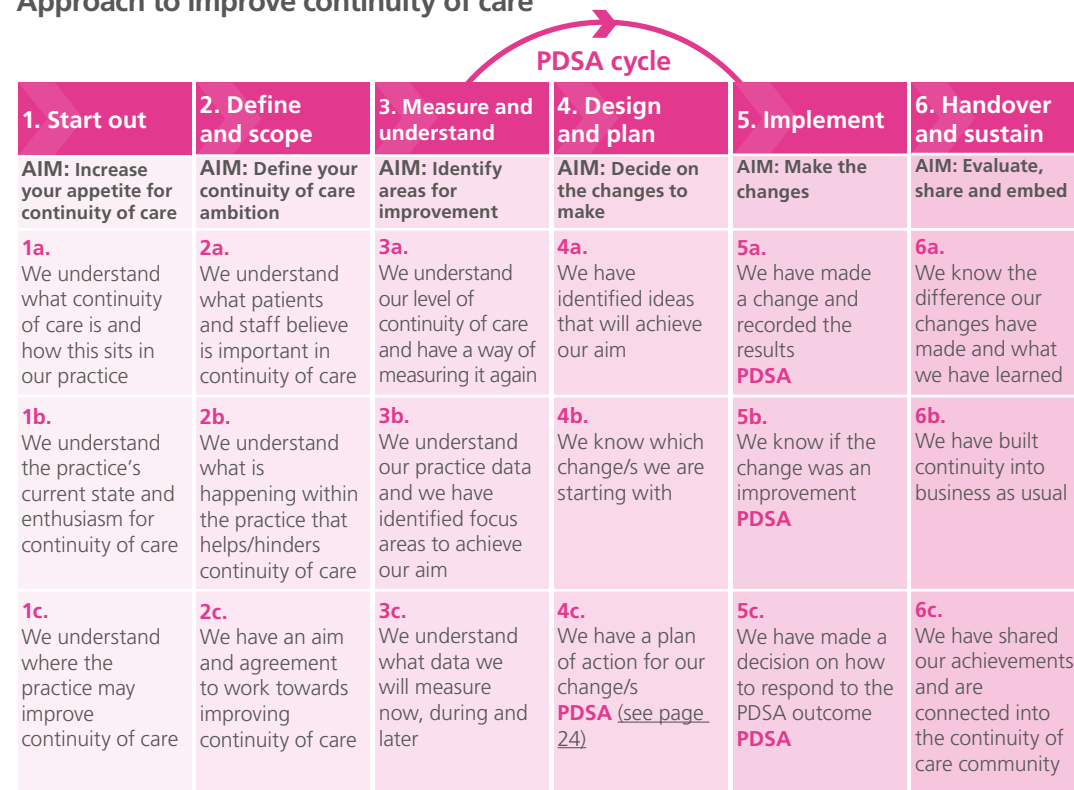 Approach to improve continuity of care
PDSA cycle
1. Start out
2. Define
and scope
3. Measure and
understand
4. Design
and plan
5. Implement
6. Handover
and sustain
AIM: Increase
your appetite for
continuity of care
AIM: Define your
continuity of care
ambition
AIM: Identify
areas for
improvement
AIM: Decide on
the changes to
make
AIM: Make the
changes
AIM: Evaluate,
share and embed
1a.
We understand
what continuity
of care is and
how this sits in
our practice
2a.
We understand
what patients
and staff believe
is important in
continuity of care
3a.
We understand
our level of
continuity of care
and have a way of
measuring it again
4a.
We have
identified ideas
that will achieve
our aim
5a.
We have made
a change and
recorded the
results
PDSA
6a.
We know the
difference our
changes have
made and what
we have learned
1b.
We understand
the practice's
current state and
enthusiasm for
continuity of care
2b.
We understand
what is
happening within
the practice that
helps/hinders
continuity of care
3b.
We understand
our practice data
and we have
identified focus
areas to achieve
our aim
4b.
We know which
change/s we are
starting with
5b.
We know if the
change was an
improvement
PDSA
6b.
We have built
continuity into
business as usual
1c.
We understand
where the
practice may
improve
continuity of care
2c.
We have an aim
and agreement
to work towards
improving
continuity of care
3c.
We understand
what data we
will measure
now, during and
later
4c.
We have a plan
of action for our
change/s
PDSA (see page
24)
5c.
We have made a
decision on how
to respond to the
PDSA outcome
PDSA
6c.
We have shared
our achievements
and are
connected into
the continuity of
care community